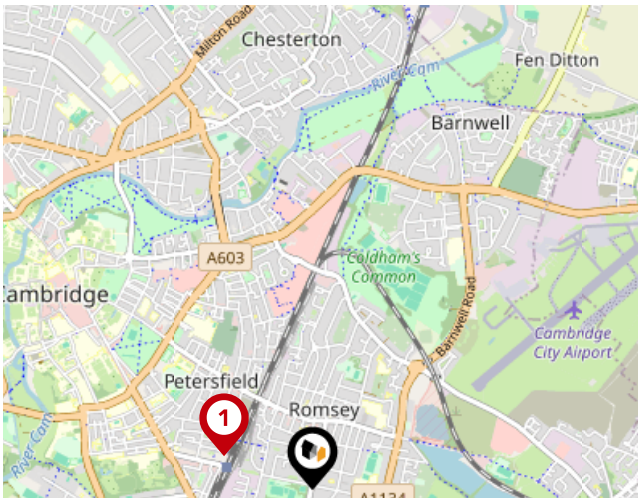 Milton Road
Chesterton
Fen Ditton
River Cam
Barnwell
A603
Coldham's
Common
Cambridge
Barnwell Road
Cambridge
City Airport
Petersfield
1
Romsey
River Cam
A1134